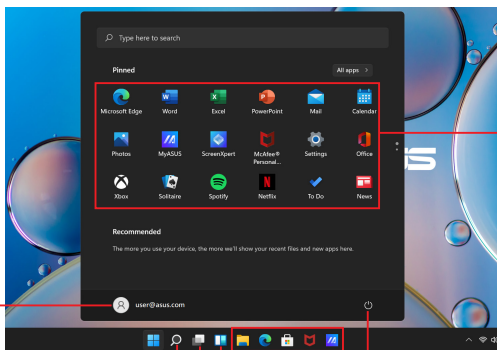 Type here to search
Pinned
All apps >
Microsoft Edge Word Excel PowerPoint Mail Calendar
Photos MyASUS ScreenXpert McAfee® Personal... Settings Office
Xbox Solitaire Spotify Netflix To Do News
Recommended
The more you use your device, the more we'll show your recent files and new apps here.
user@asus.com